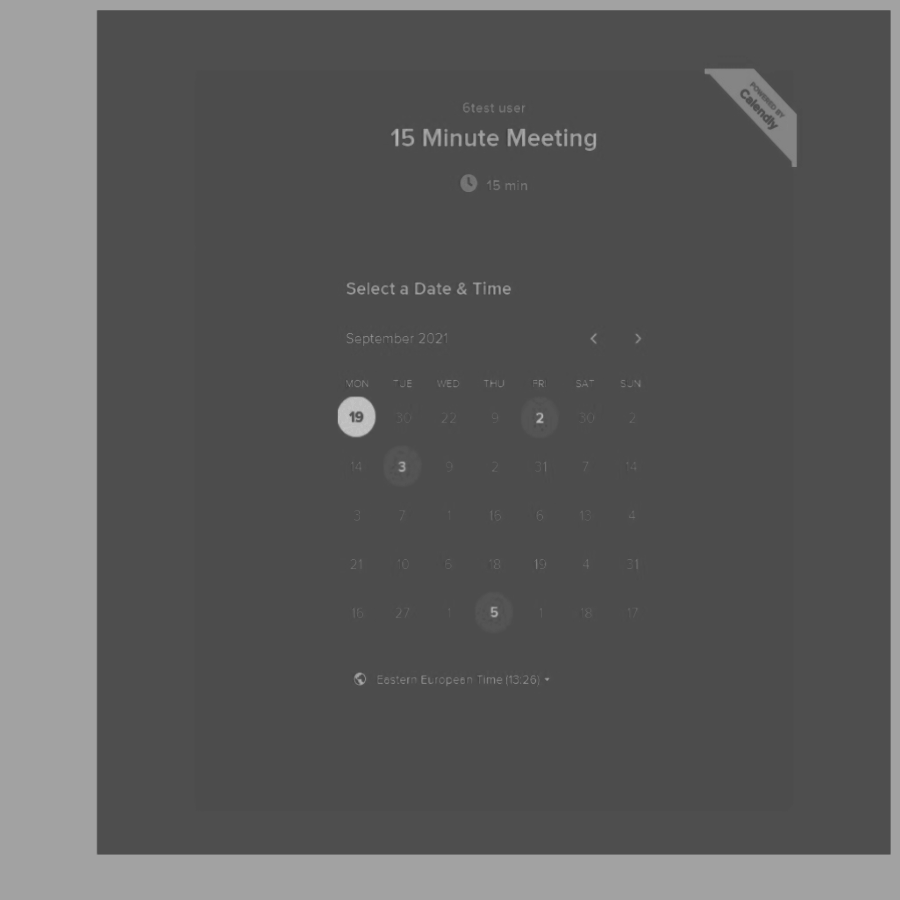 POWERED BY
Calendly
6test user
15 Minute Meeting
15 min
Select a Date & Time
September 2021
MON TUE WED THU FRI SAT SUN
19 30 22 9 2 30 2
14 3 9 2 31 7 14
3 7 1 16 6 13 4
21 10 5 18 19 4 31
16 27 1 5 1 18 17
Eastern European Time (13:26)